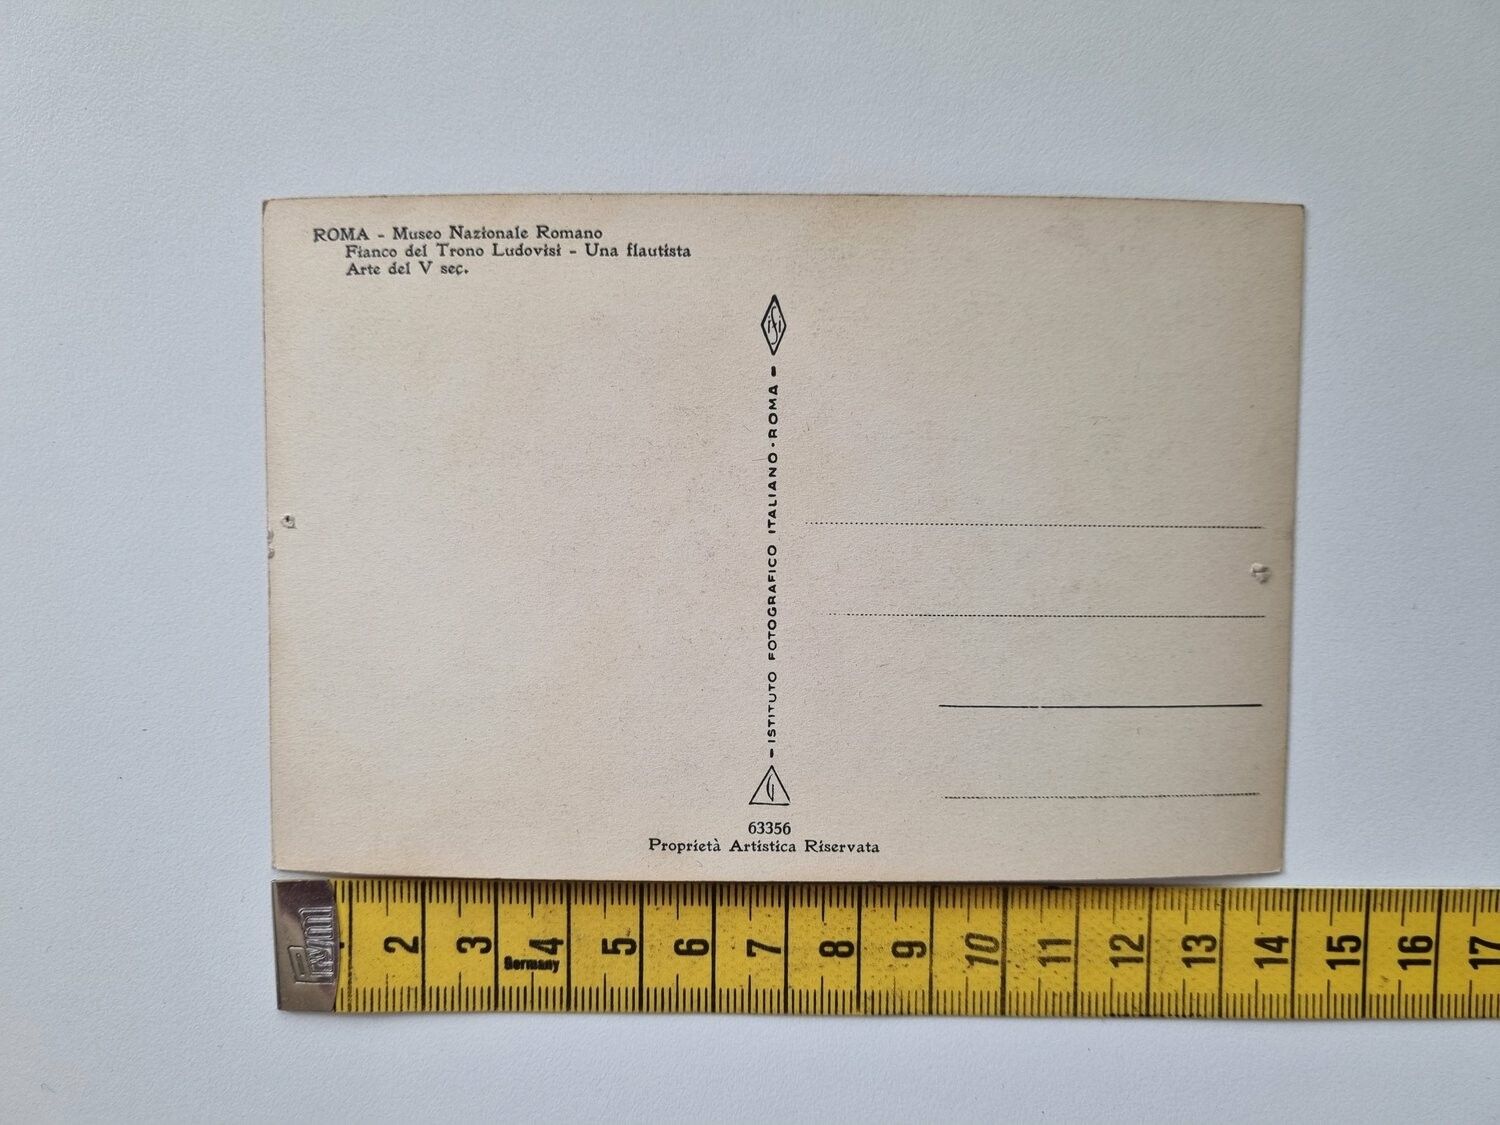 ROMA - Museo Nazionale Romano
Fianco del Trono Ludovisi - Una flautista
Arte del V sec.
ISI
- ISTITUTO FOTOGRAFICO ITALIANO · ROMA -
G
63356
Proprietà Artistica Riservata
Prym
Germany
2 3 4 5 6 7 8 9 10 11 12 13 14 15 16 17